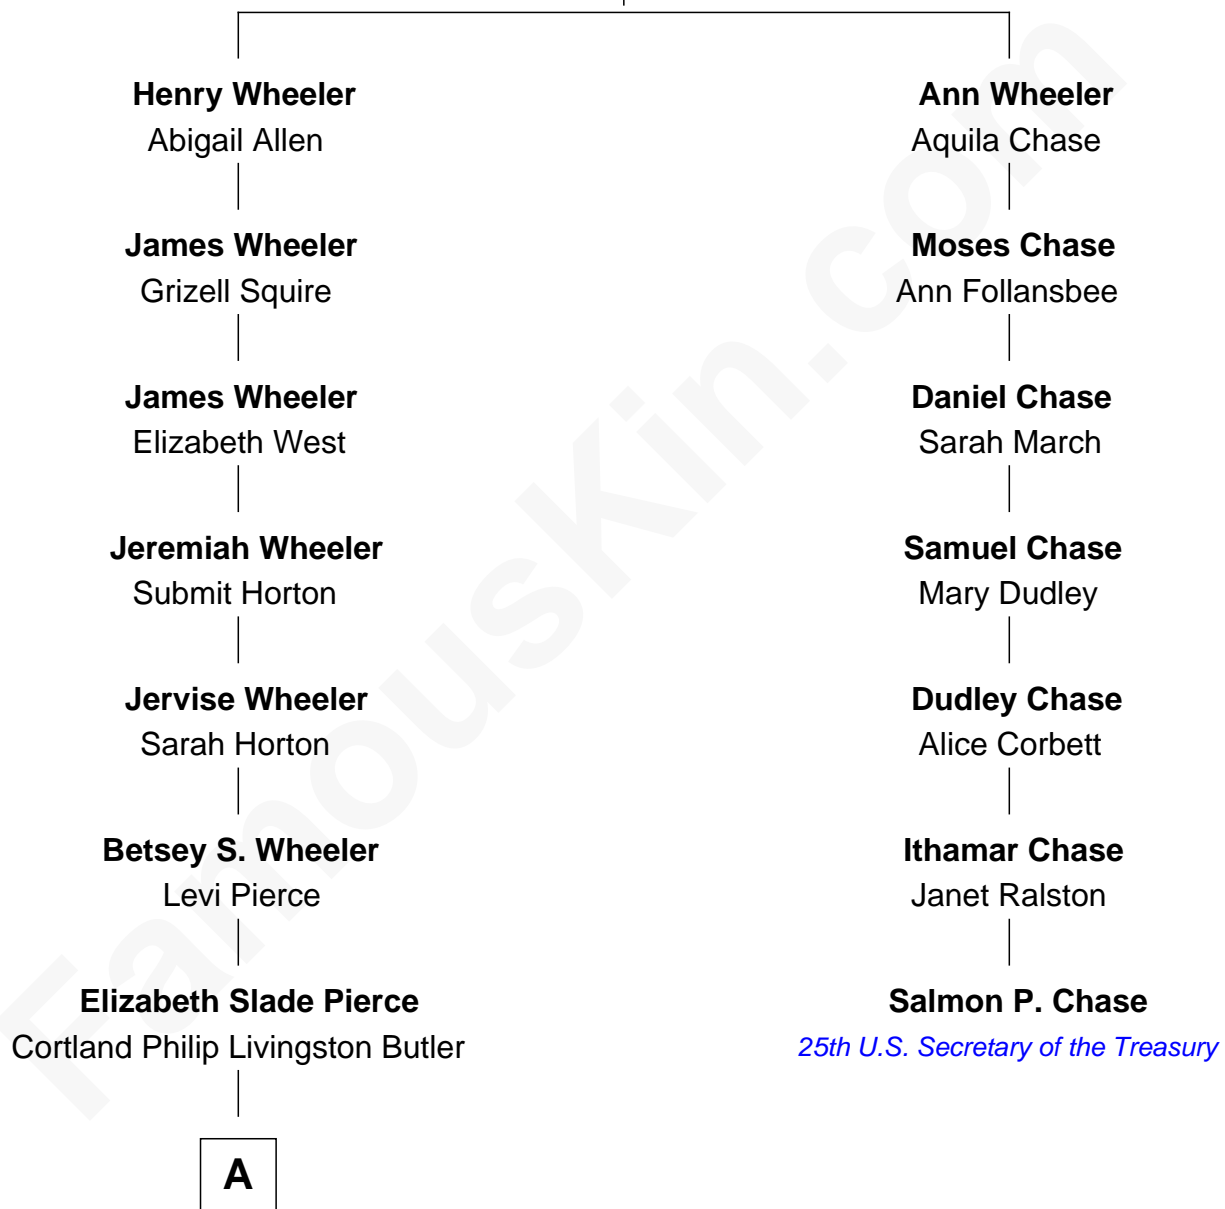 Henry Wheeler
Abigail Allen
James Wheeler
Grizell Squire
James Wheeler
Elizabeth West
Jeremiah Wheeler
Submit Horton
Jervise Wheeler
Sarah Horton
Betsey S. Wheeler
Levi Pierce
Elizabeth Slade Pierce
Cortland Philip Livingston Butler
A
Ann Wheeler
Aquila Chase
Moses Chase
Ann Follansbee
Daniel Chase
Sarah March
Samuel Chase
Mary Dudley
Dudley Chase
Alice Corbett
Ithamar Chase
Janet Ralston
Salmon P. Chase
25th U.S. Secretary of the Treasury
FamousKin.com